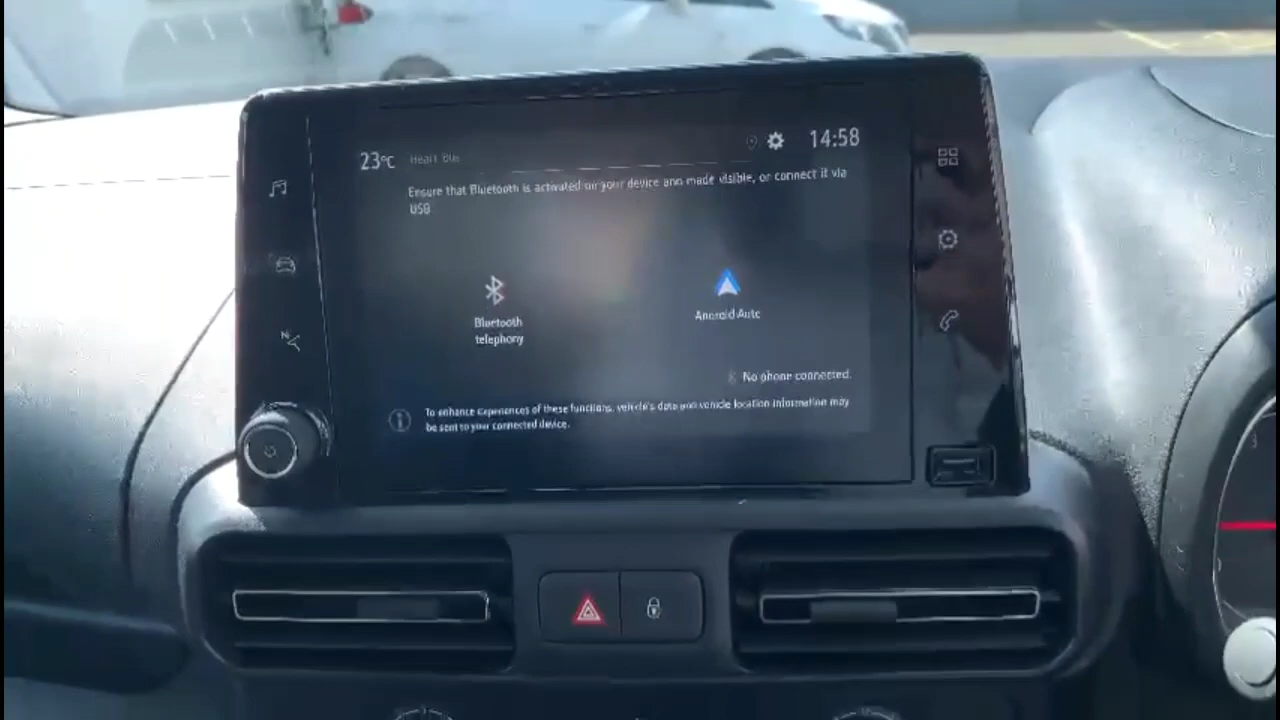 23°C Heart 80s 14:58
Ensure that Bluetooth is activated on your device and made visible, or connect it via
USB
Bluetooth
telephony
Android Auto
No phone connected.
To enhance experiences of these functions, vehicle's data and vehicle location information may
be sent to your connected device.